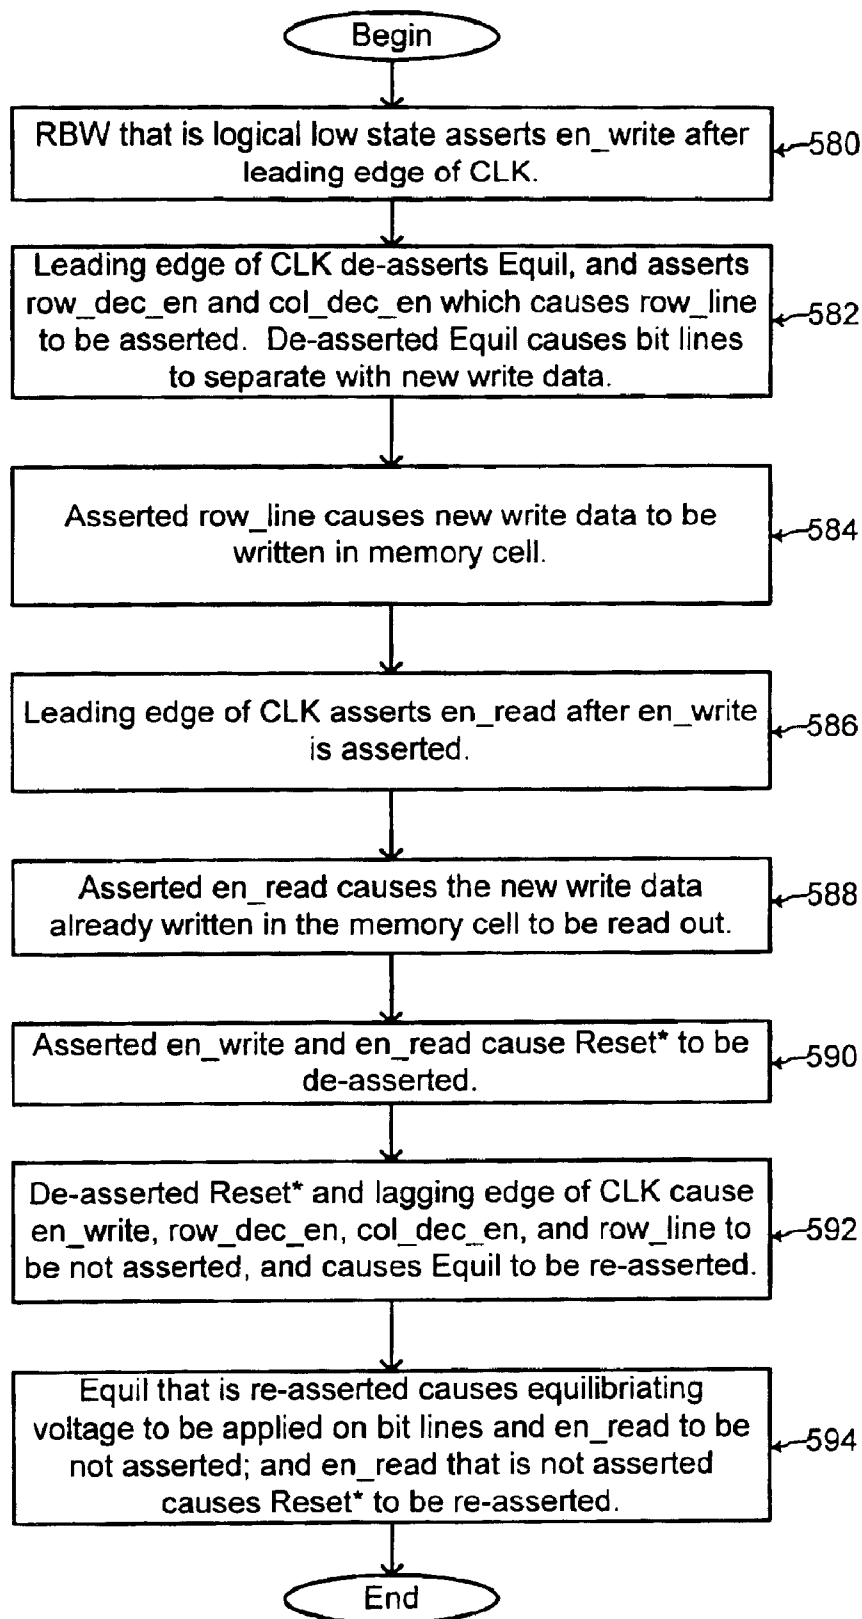 Begin
RBW that is logical low state asserts en_write after
leading edge of CLK.
580
Leading edge of CLK de-asserts Equil, and asserts
row_dec_en and col_dec_en which causes row_line
to be asserted. De-asserted Equil causes bit lines
to separate with new write data.
582
Asserted row_line causes new write data to be
written in memory cell.
584
Leading edge of CLK asserts en_read after en_write
is asserted.
586
Asserted en_read causes the new write data
already written in the memory cell to be read out.
588
Asserted en_write and en_read cause Reset* to be
de-asserted.
590
De-asserted Reset* and lagging edge of CLK cause
en_write, row_dec_en, col_dec_en, and row_line to
be not asserted, and causes Equil to be re-asserted.
592
Equil that is re-asserted causes equilibriating
voltage to be applied on bit lines and en_read to be
not asserted; and en_read that is not asserted
causes Reset* to be re-asserted.
594
End